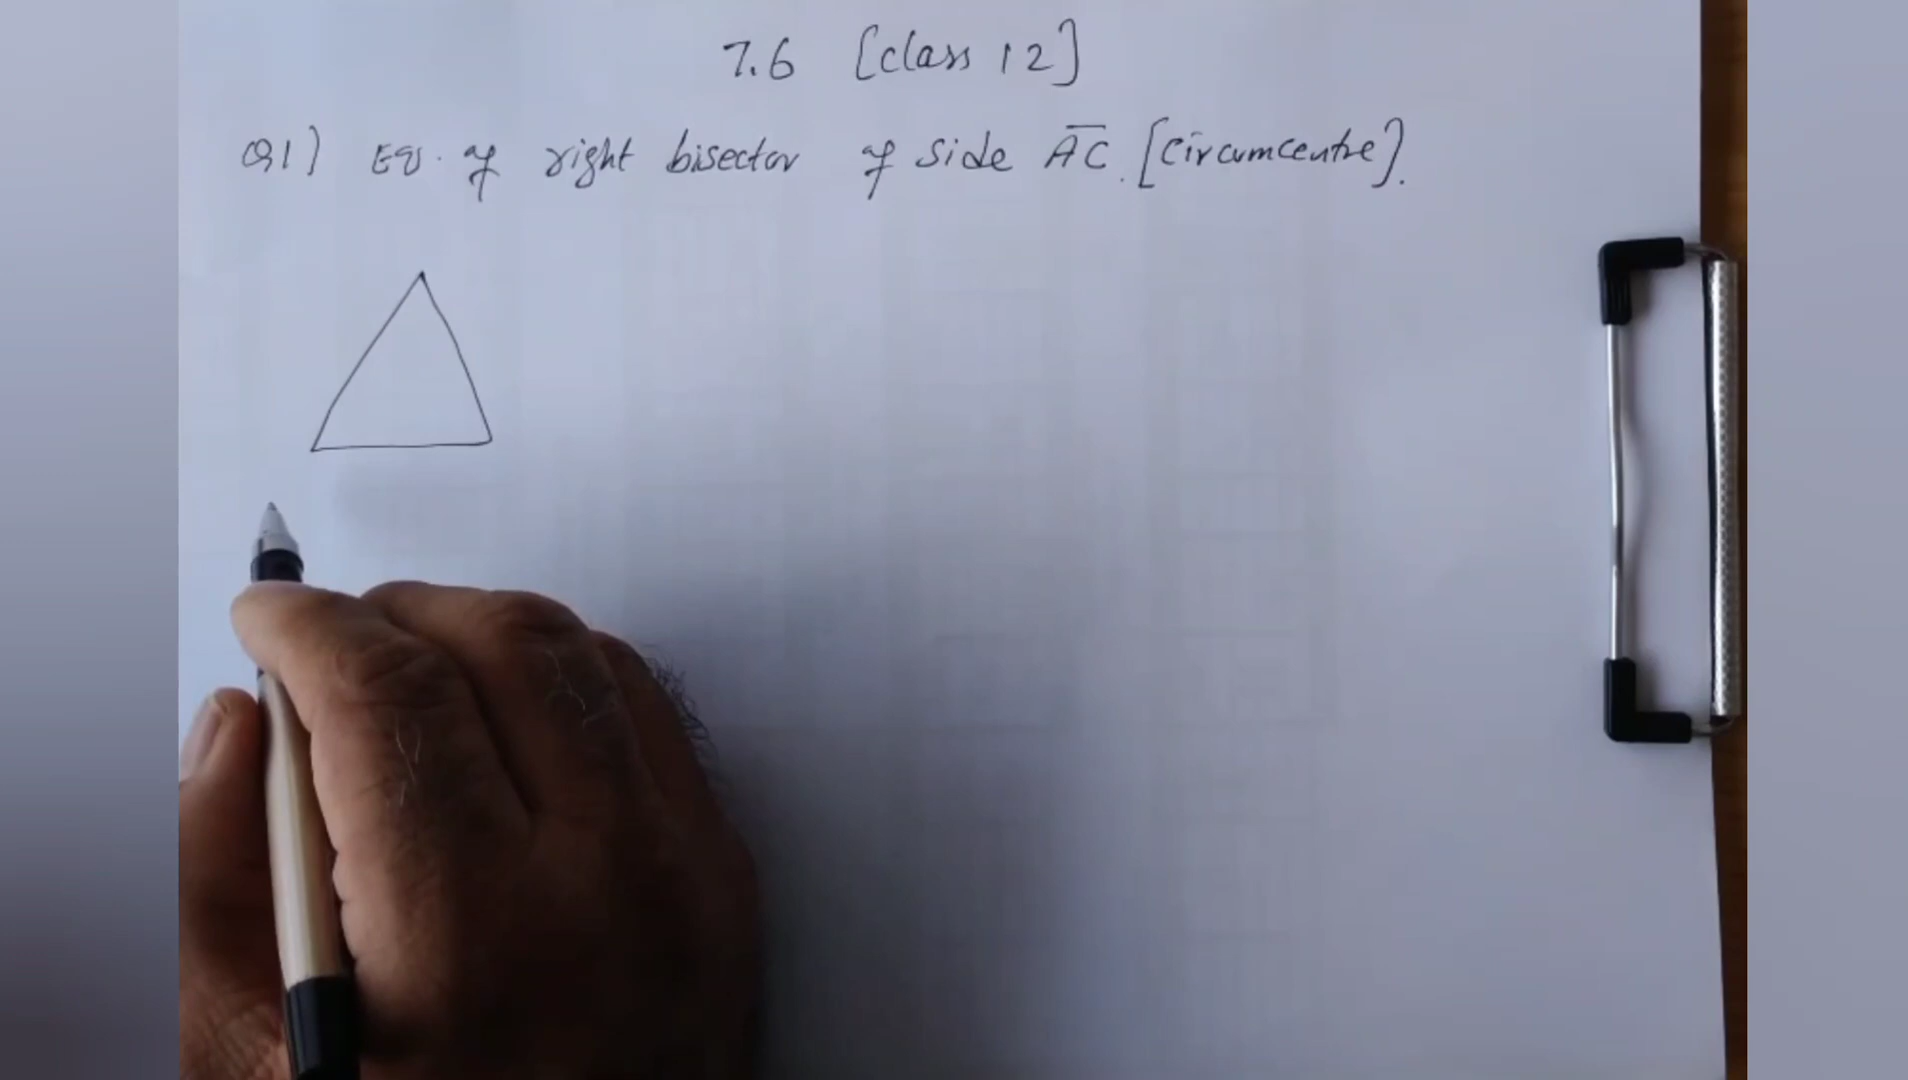 7.6 [class 12]
Q1) Eq. of right bisector of side AC. [Circumcentre].